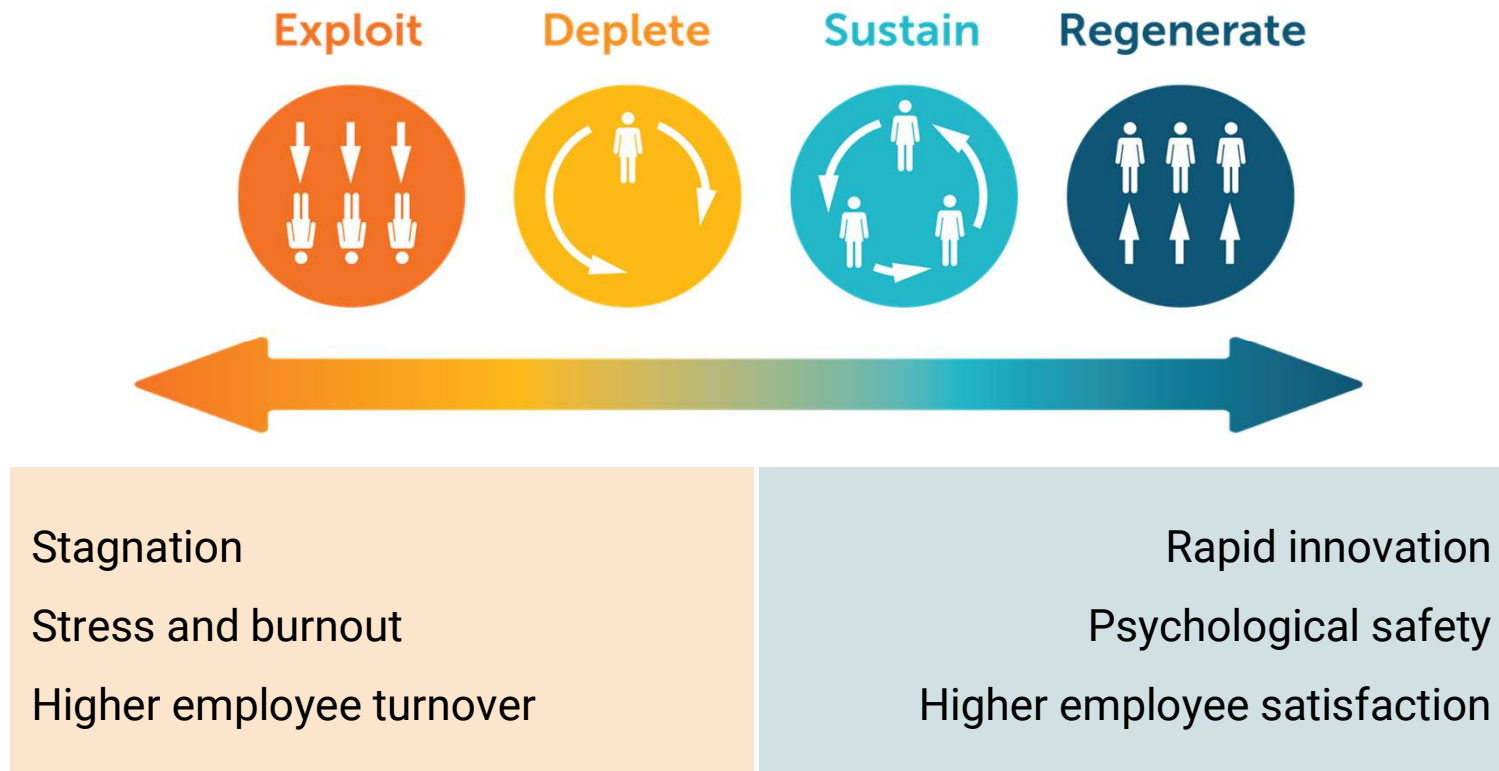 Exploit Deplete Sustain Regenerate
Stagnation
Stress and burnout
Higher employee turnover
Rapid innovation
Psychological safety
Higher employee satisfaction